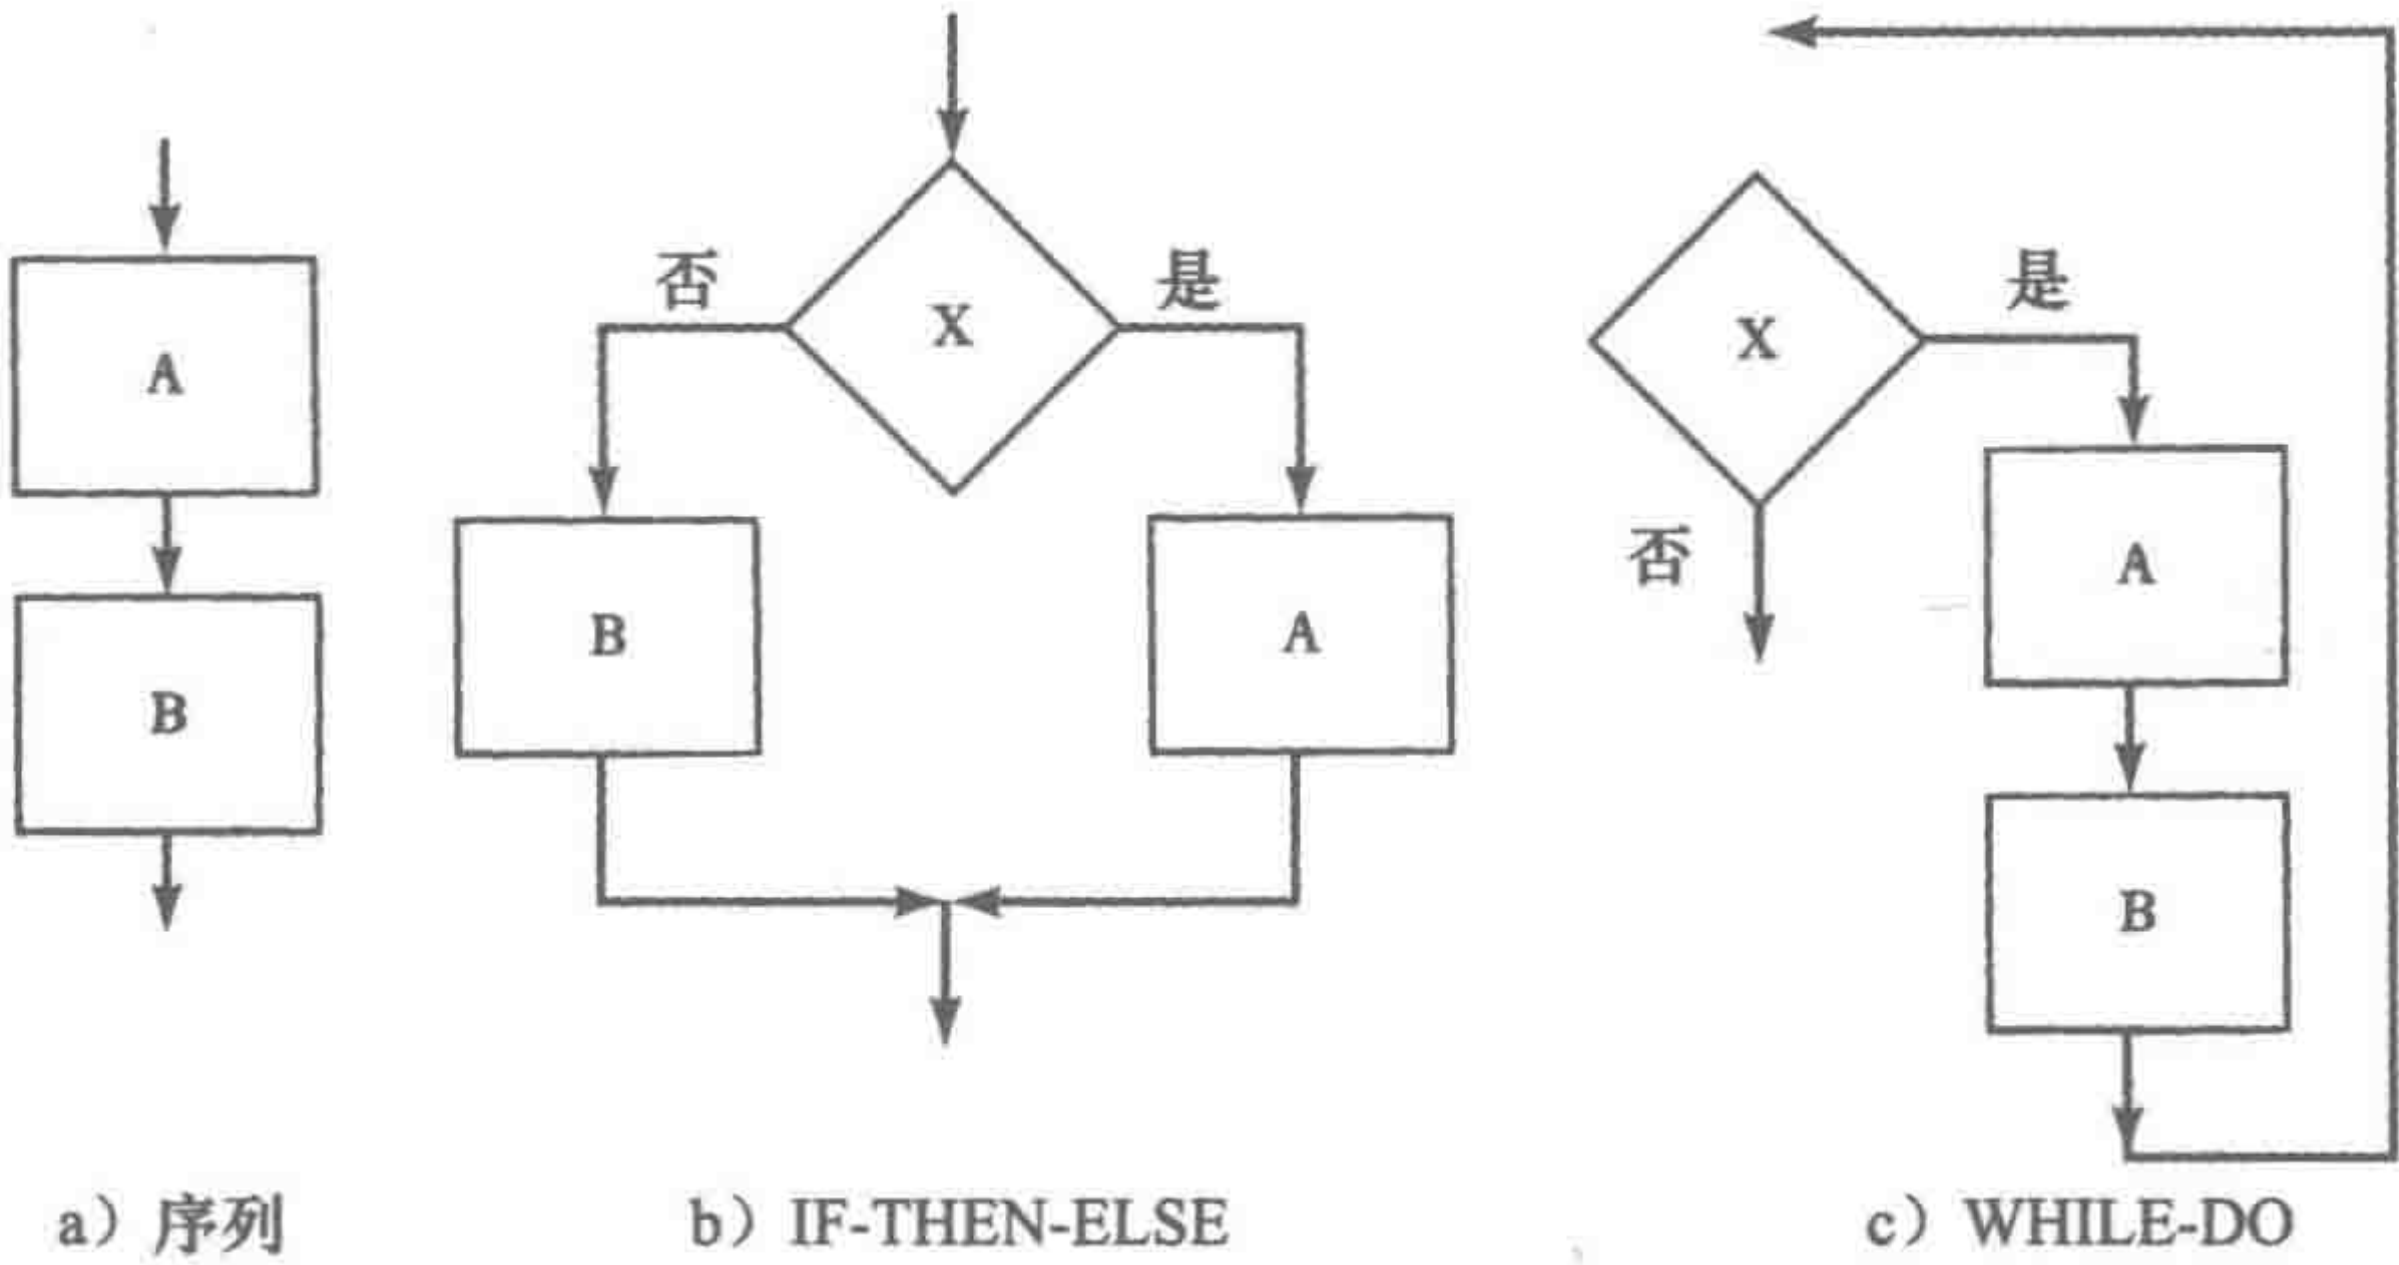 A
B
a）序列
否
X
是
B
A
b）IF-THEN-ELSE
X
是
否
A
B
c）WHILE-DO